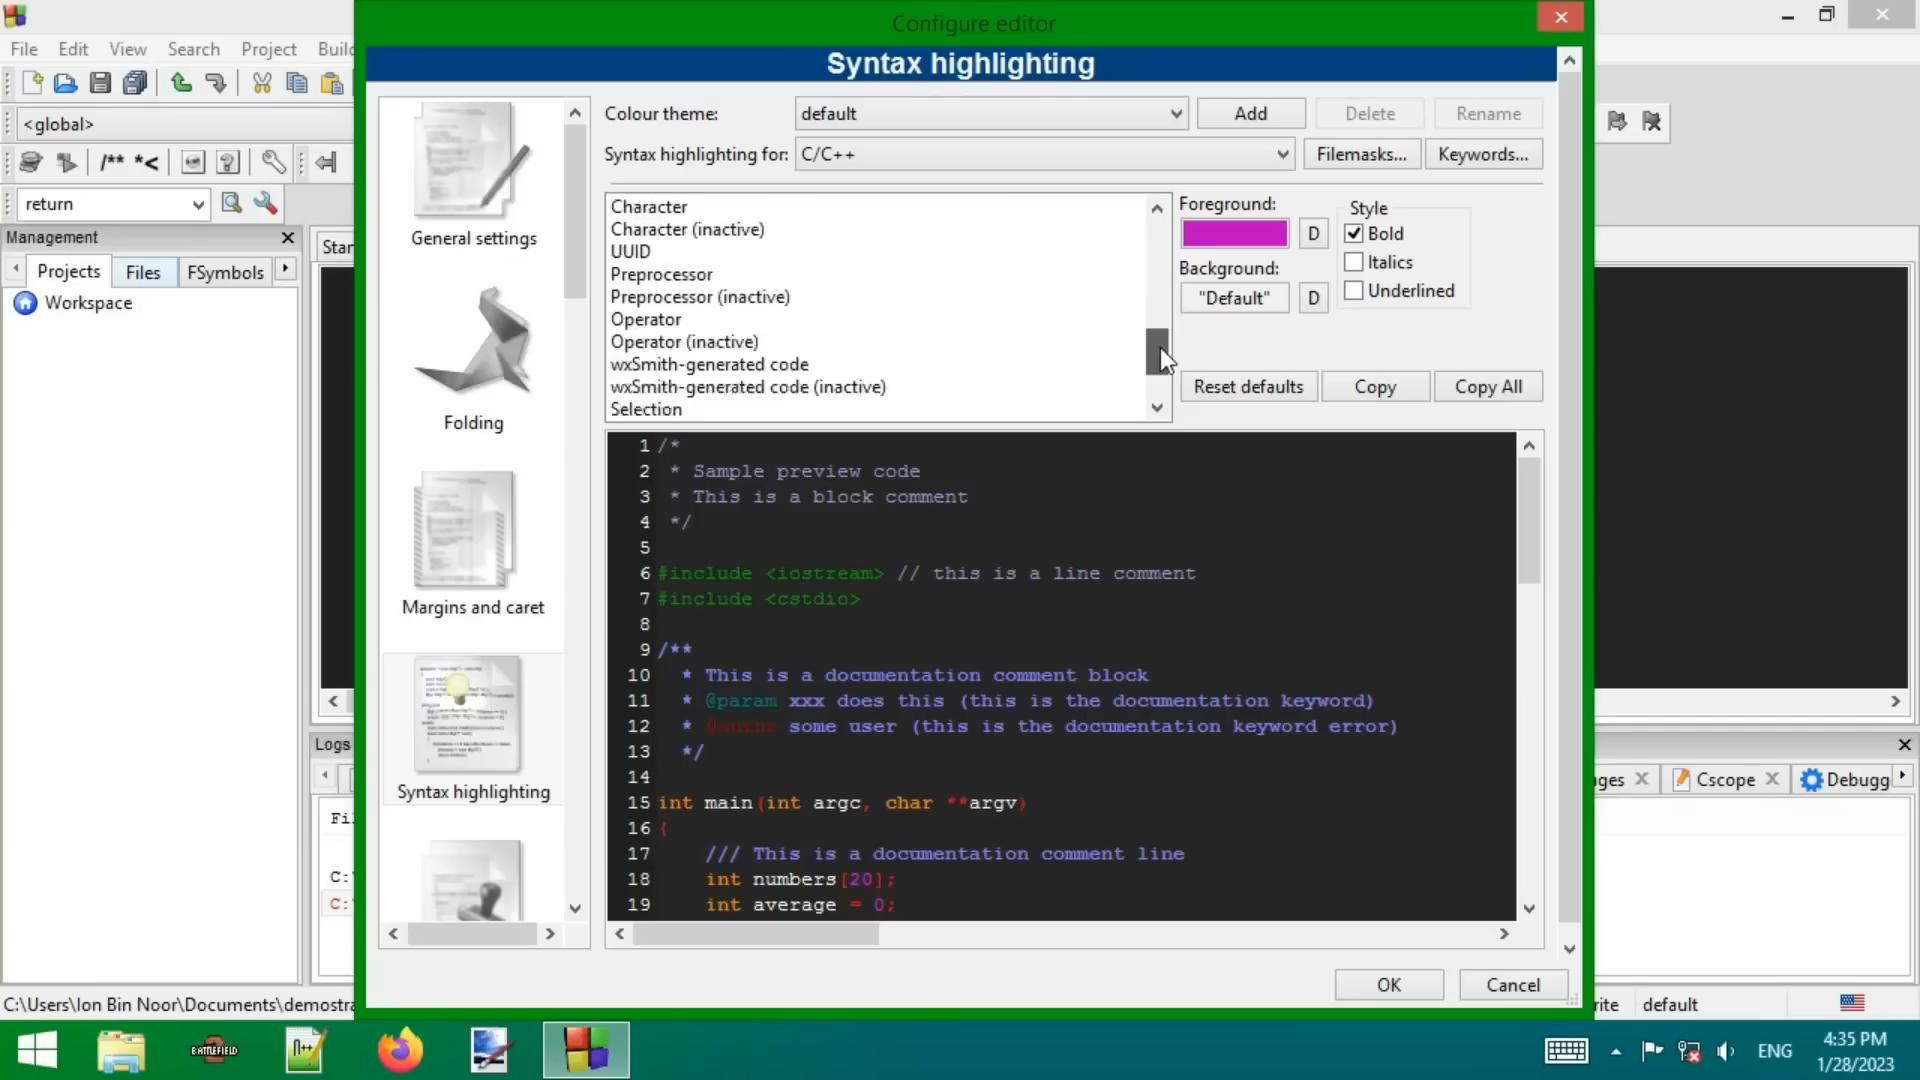 Configure editor
File Edit View Search Project
Syntax highlighting
<global>
/** *<
return
Management
Projects Files FSymbols
Workspace
General settings
Folding
Margins and caret
Syntax highlighting
Colour theme: default Add Delete Rename
Syntax highlighting for: C/C++ Filemasks... Keywords...
Character
Character (inactive)
UUID
Preprocessor
Preprocessor (inactive)
Operator
Operator (inactive)
wxSmith-generated code
wxSmith-generated code (inactive)
Selection
Foreground:
D
Background:
"Default" D
Style
Bold
Italics
Underlined
Reset defaults Copy Copy All
1 /*
2 * Sample preview code
3 * This is a block comment
4 */
5
6 #include <iostream> // this is a line comment
7 #include <cstdio>
8
9 /**
10 * This is a documentation comment block
11 * @param xxx does this (this is the documentation keyword)
12 * some user (this is the documentation keyword error)
13 */
14
15 int main(int argc, char **argv)
16 {
17 /// This is a documentation comment line
18 int numbers[20];
19 int average = 0;
Logs
Cscope
C:\
C:\
OK Cancel
C:\Users\Ion Bin Noor\Documents\demostra
default
BATTLEFIELD 2
N++
ENG
4:35 PM
1/28/2023